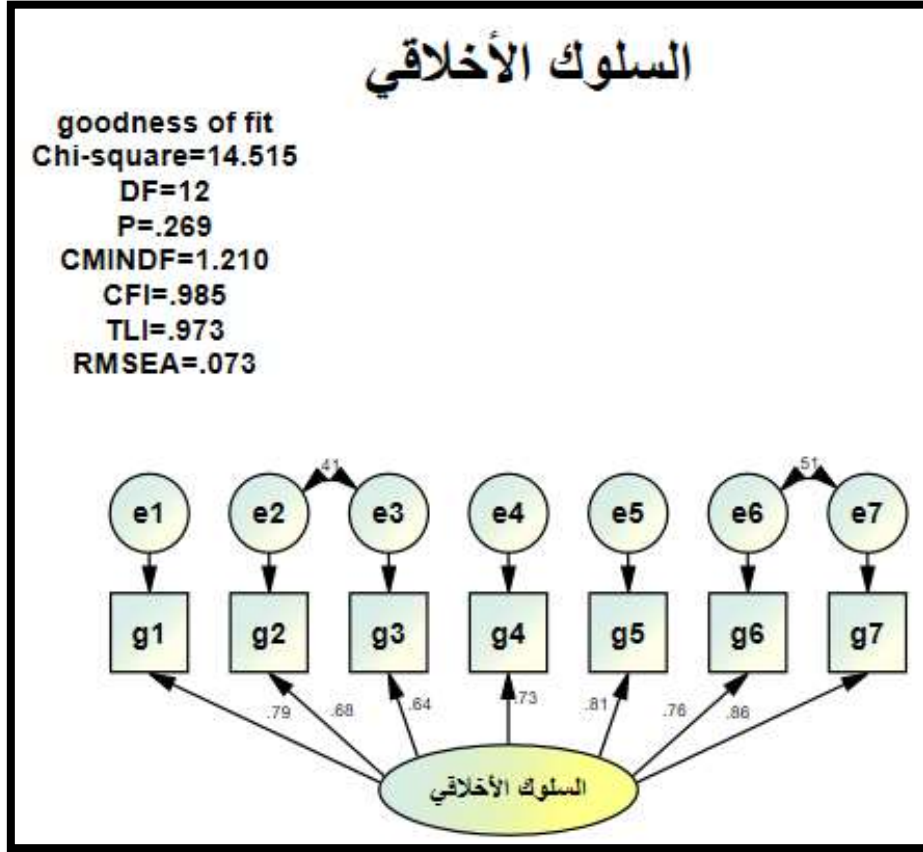 السلوك الأخلاقي
goodness of fit
Chi-square=14.515
DF=12
P=.269
CMINDF=1.210
CFI=.985
TLI=.973
RMSEA=.073
.41 .51
e1 e2 e3 e4 e5 e6 e7
g1 g2 g3 g4 g5 g6 g7
.79 .68 .64 .73 .81 .76 .86
السلوك الأخلاقي